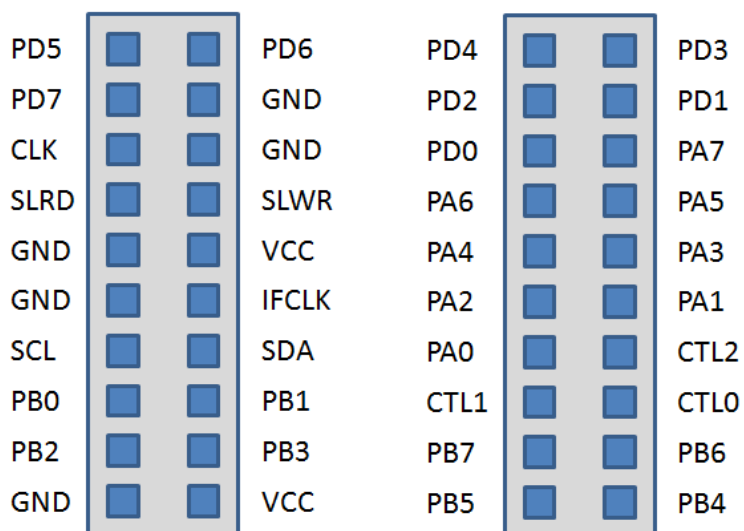 PD5 PD6 PD4 PD3
PD7 GND PD2 PD1
CLK GND PD0 PA7
SLRD SLWR PA6 PA5
GND VCC PA4 PA3
GND IFCLK PA2 PA1
SCL SDA PA0 CTL2
PB0 PB1 CTL1 CTL0
PB2 PB3 PB7 PB6
GND VCC PB5 PB4